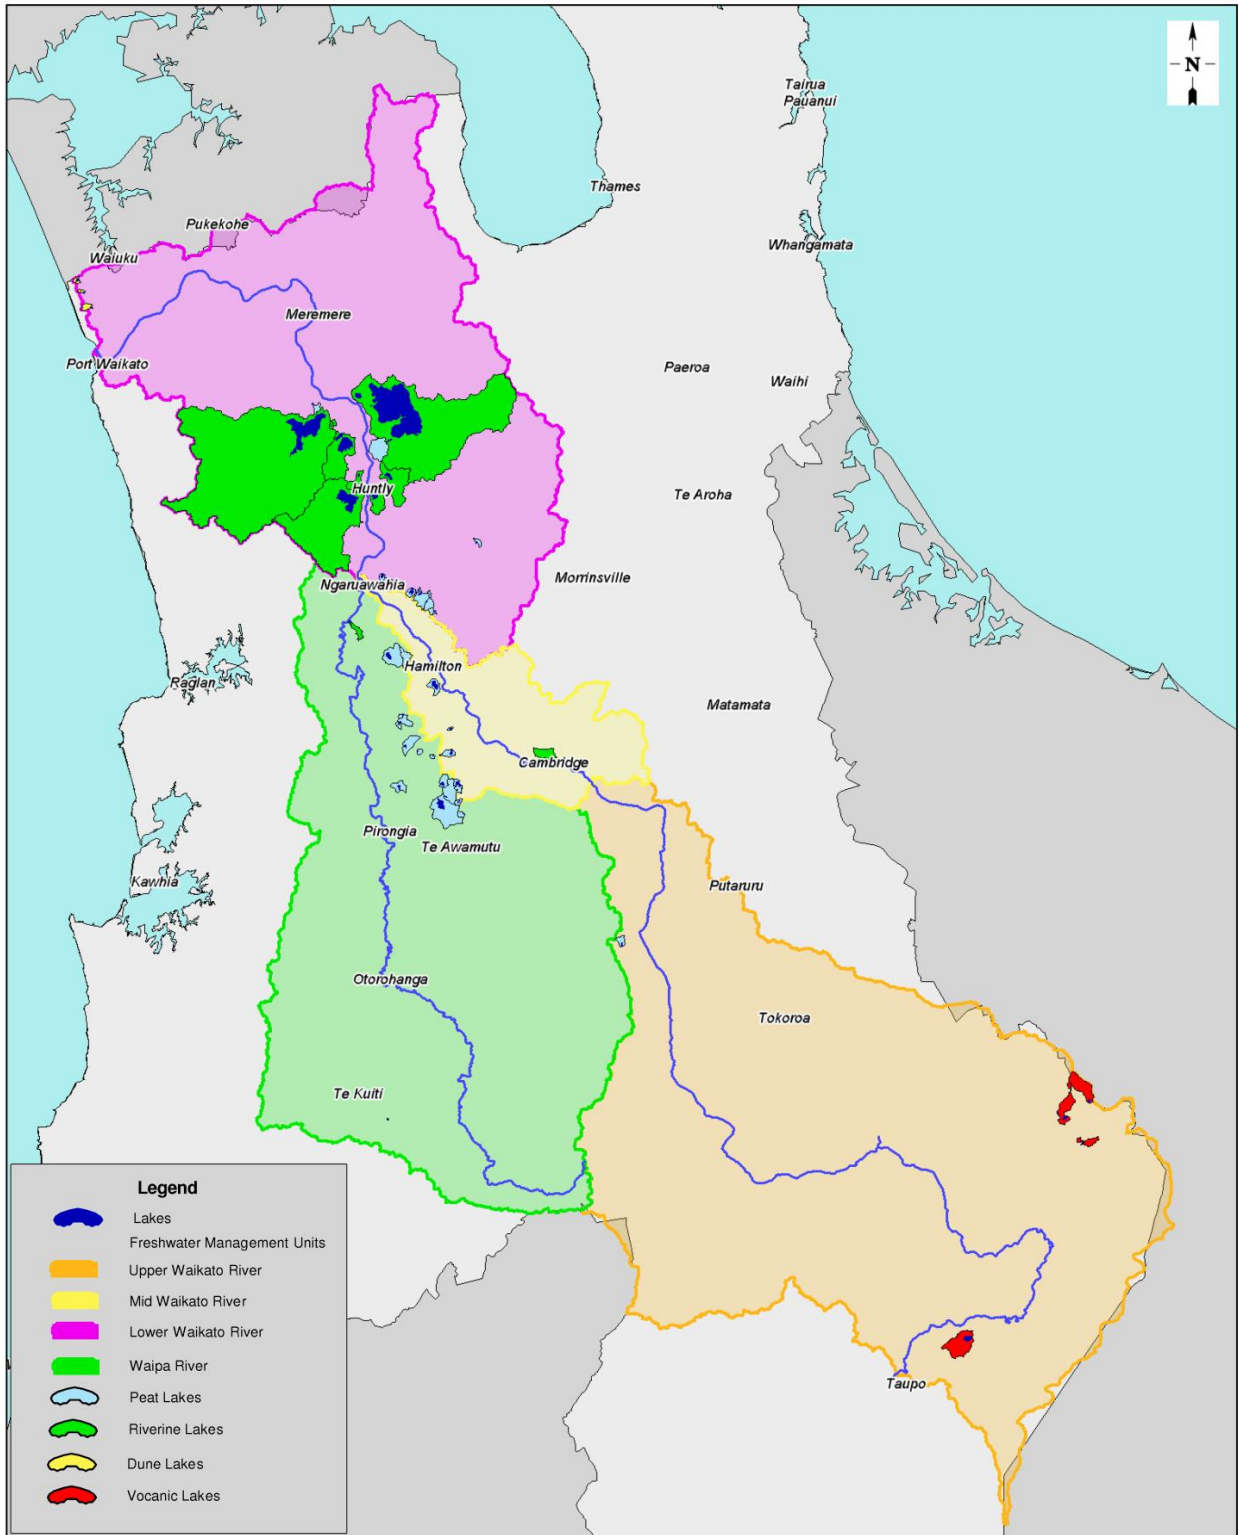 N
Tairua
Pauanui
Thames
Pukekohe
Whangamata
Waiuku
Meremere
Port Waikato
Paeroa
Waihi
Huntly
Te Aroha
Morrinsville
Ngaruawahia
Hamilton
Raglan
Matamata
Cambridge
Pirongia
Te Awamutu
Kawhia
Putaruru
Otorohanga
Tokoroa
Te Kuiti
Taupo
Legend
Lakes
Freshwater Management Units
Upper Waikato River
Mid Waikato River
Lower Waikato River
Waipa River
Peat Lakes
Riverine Lakes
Dune Lakes
Vocanic Lakes